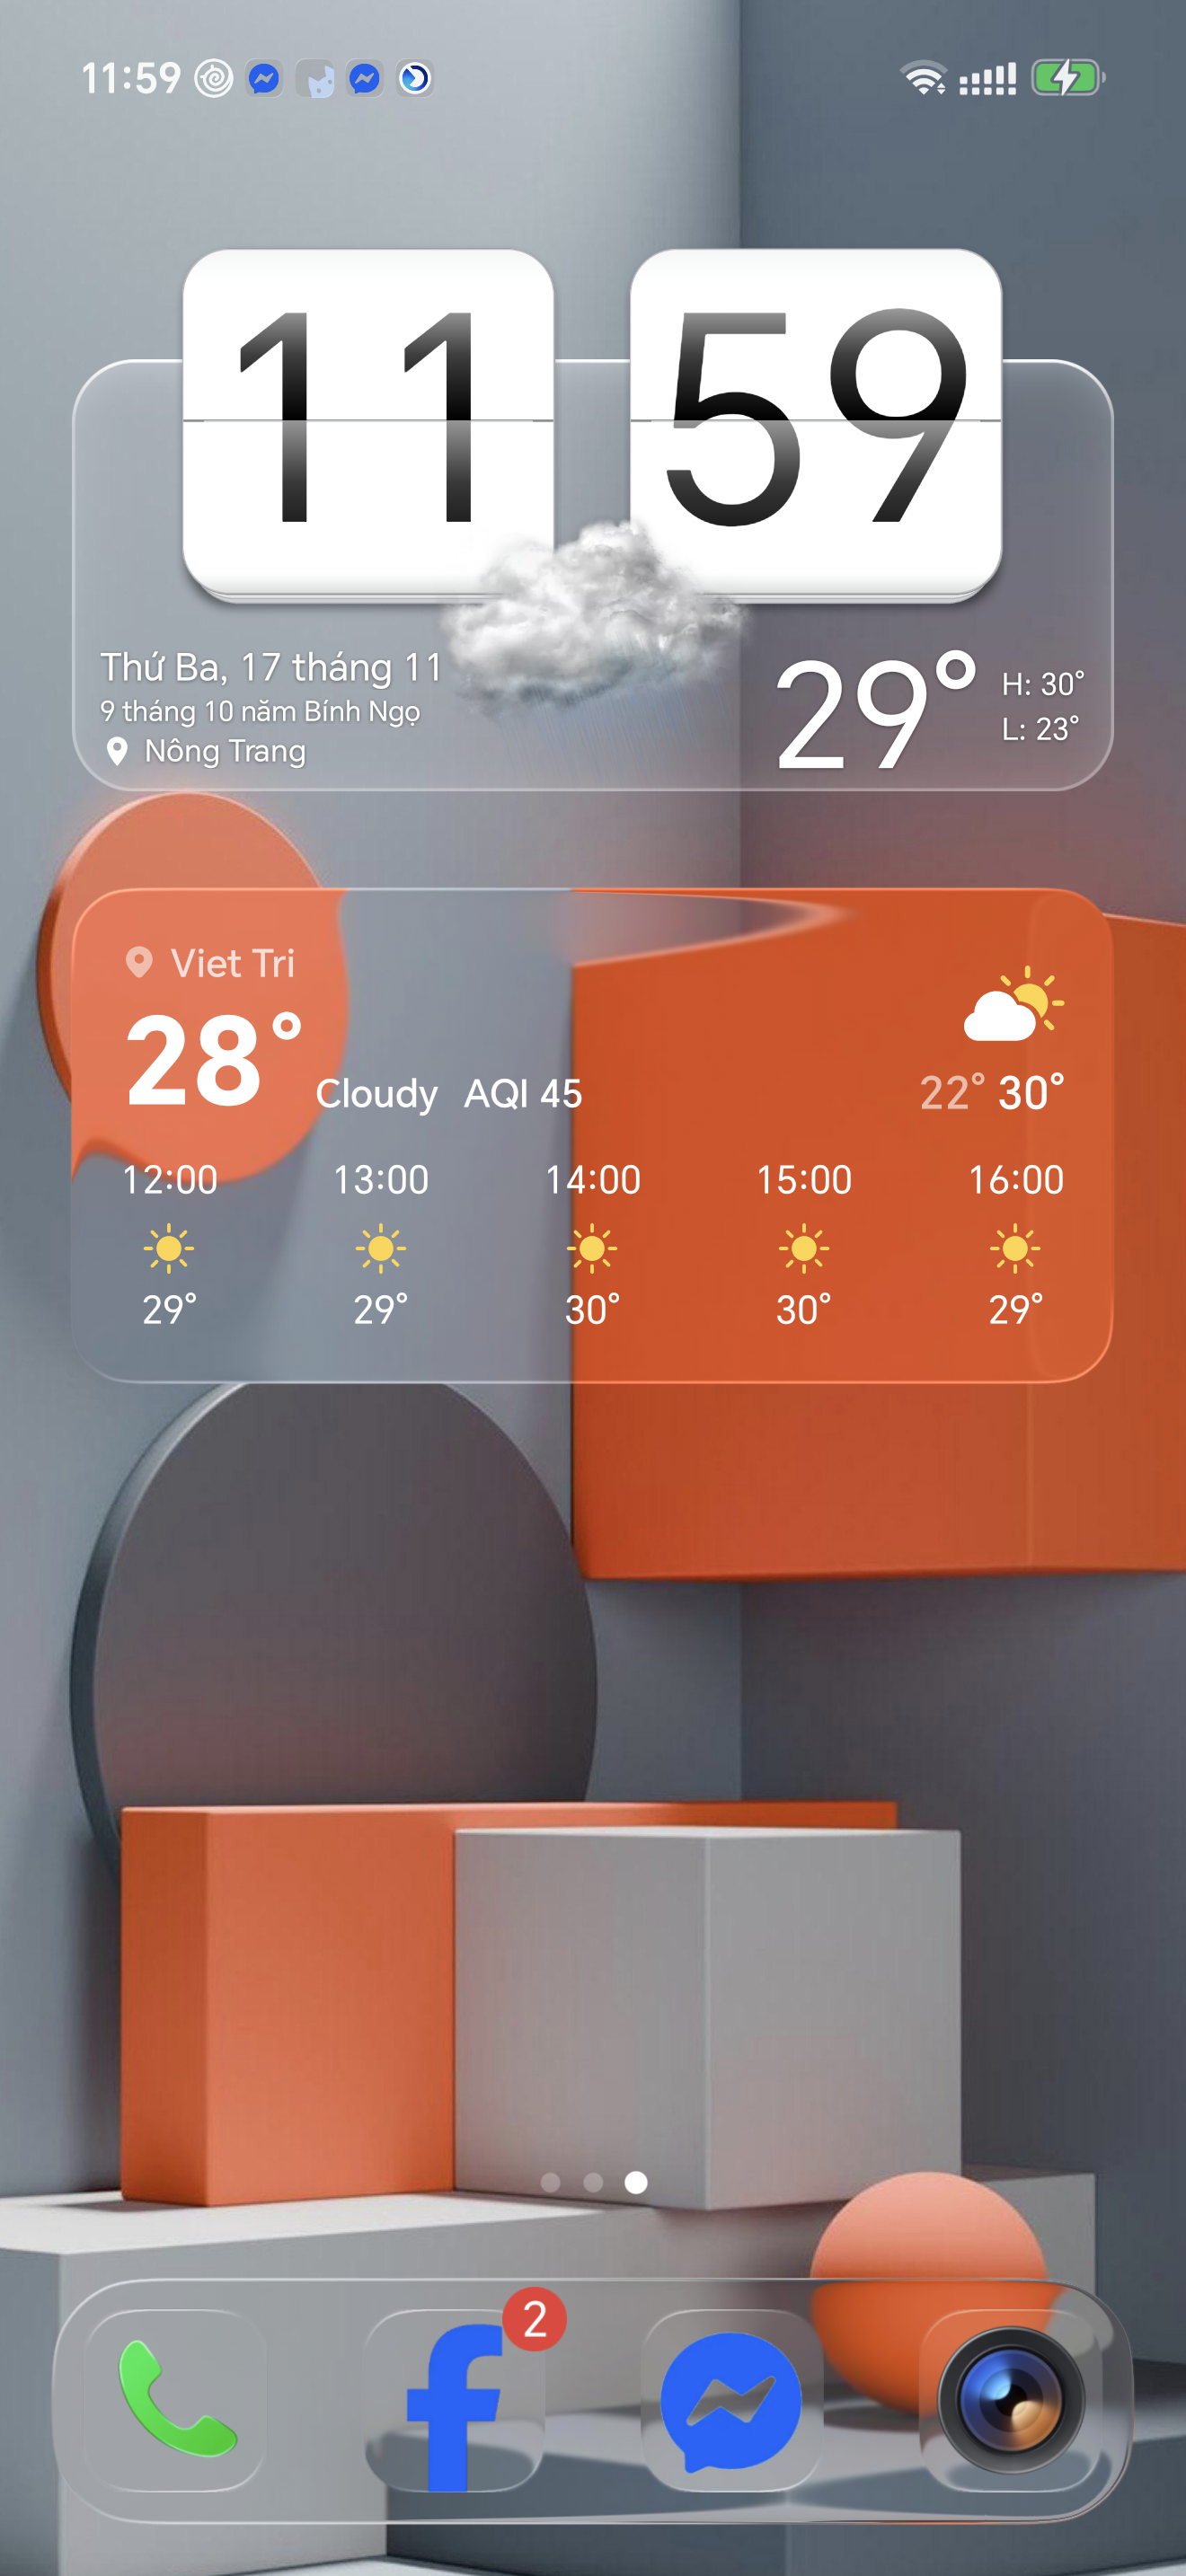 11:59
11 59
Thứ Ba, 17 tháng 11
9 tháng 10 năm Bính Ngọ
Nông Trang
29°
H: 30°
L: 23°
Viet Tri
28° Cloudy AQI 45
22° 30°
12:00 13:00 14:00 15:00 16:00
29° 29° 30° 30° 29°
2